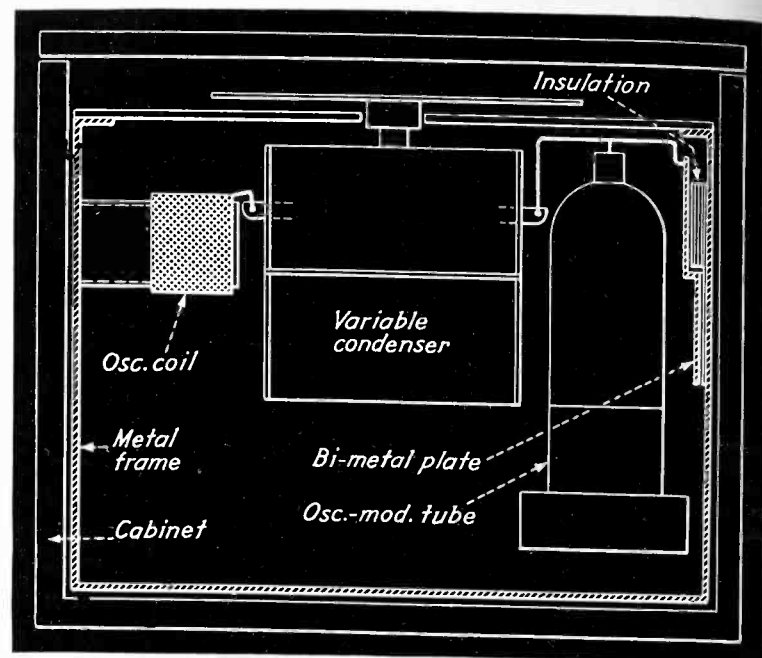 Insulation
Variable
condenser
Osc. coil
Metal
frame
Bi-metal plate
Osc.-mod. tube
Cabinet